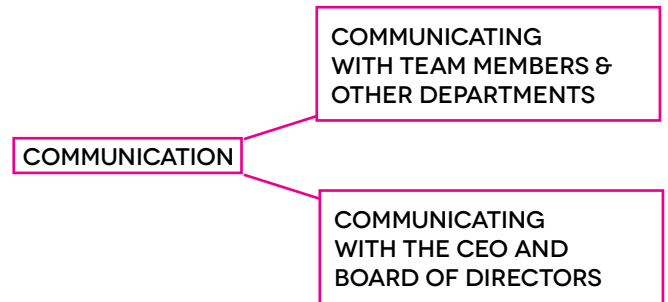 COMMUNICATING
WITH TEAM MEMBERS &
OTHER DEPARTMENTS
COMMUNICATION
COMMUNICATING
WITH THE CEO AND
BOARD OF DIRECTORS